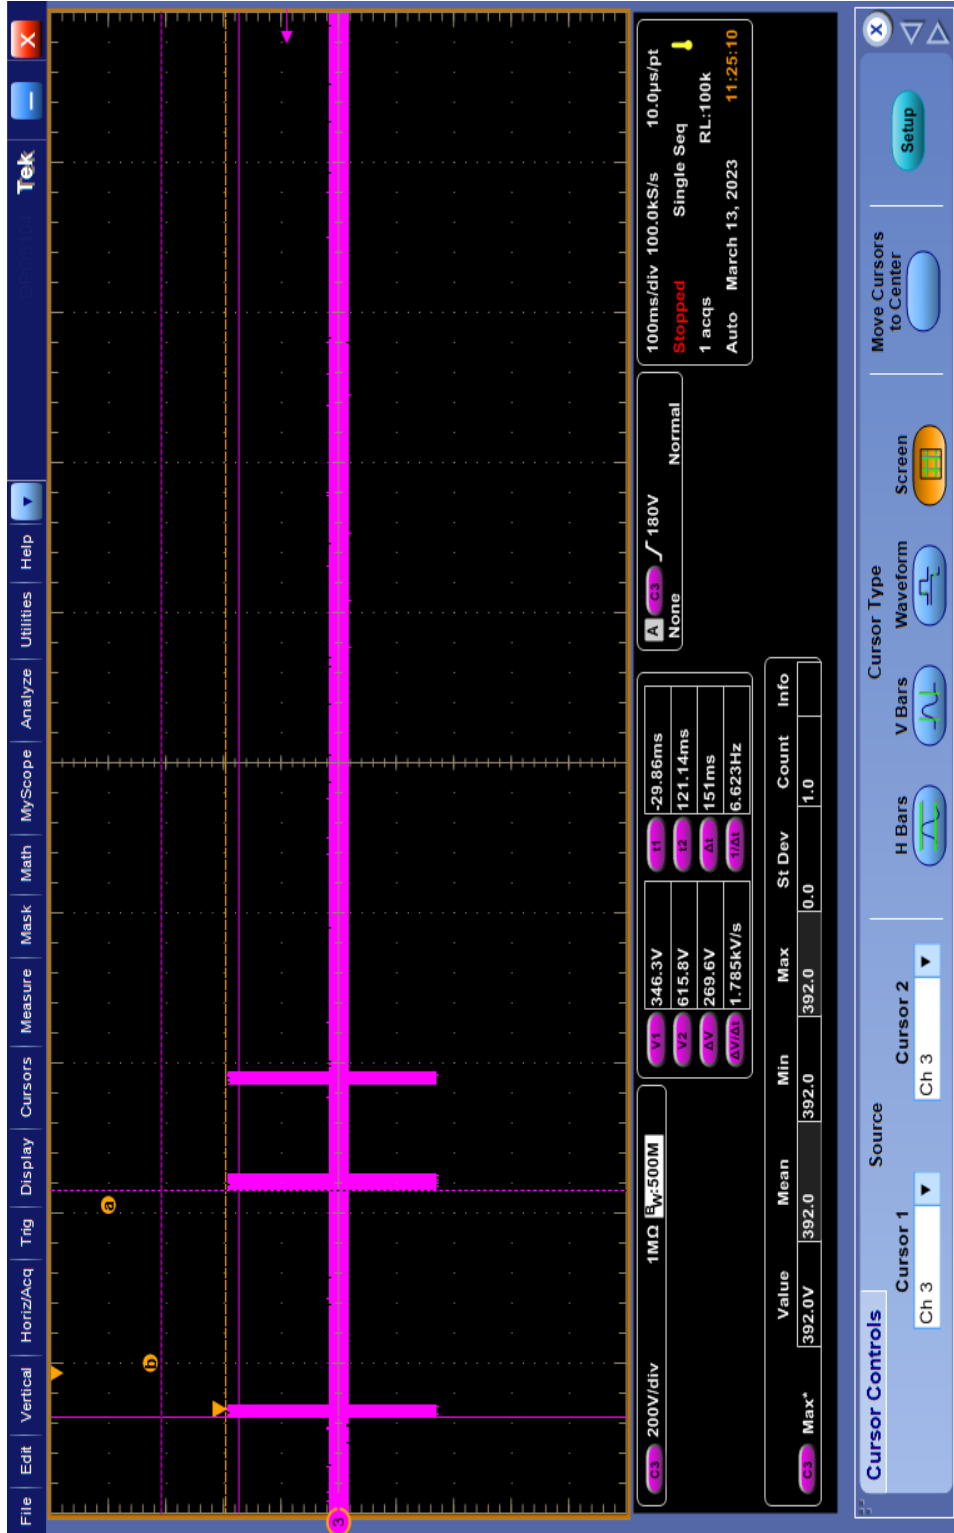 File Edit Vertical Horiz/Acq Trig Display Cursors Measure Mask Math MyScope Analyze Utilities Help Tek
a
b
3
C3 200V/div 1MΩ BW:500M
V1 346.3V t1 -29.86ms
V2 615.8V t2 121.14ms
ΔV 269.6V Δt 151ms
ΔV/Δt 1.785kV/s 1/Δt 6.623Hz
A C3 180V
None Normal
100ms/div 100.0kS/s 10.0µs/pt
Stopped Single Seq
1 acqs RL:100k
Auto March 13, 2023 11:25:10
Value Mean Min Max St Dev Count Info
C3 Max* 392.0V 392.0 392.0 392.0 0.0 1.0
Cursor Controls
Source
Cursor 1
Ch 3
Cursor 2
Ch 3
Cursor Type
H Bars
V Bars
Waveform
Screen
Move Cursors
to Center
Setup
X